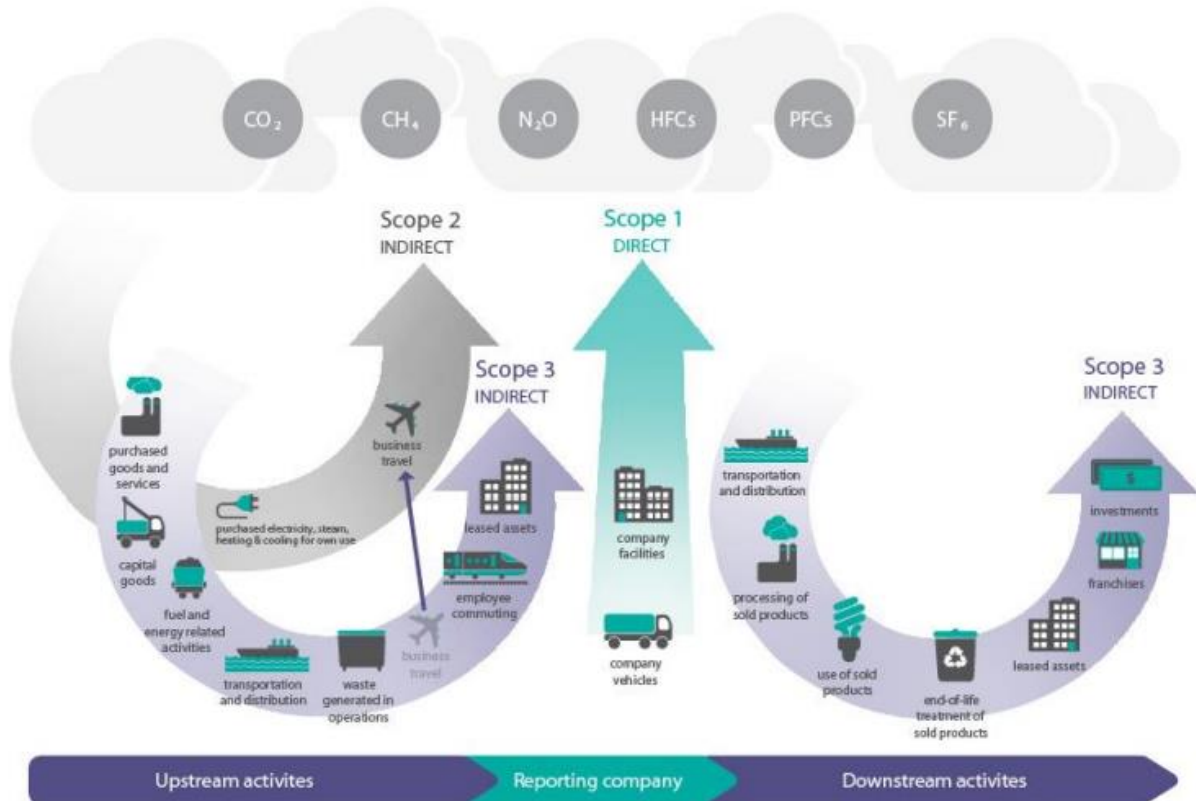 CO₂
CH₄
N₂O
HFCs
PFCs
SF₆
Scope 2
INDIRECT
Scope 1
DIRECT
Scope 3
INDIRECT
Scope 3
INDIRECT
purchased
goods and
services
capital
goods
fuel and
energy related
activities
purchased electricity, steam,
heating & cooling for own use
transportation
and distribution
waste
generated in
operations
business
travel
business
travel
employee
commuting
leased assets
company
facilities
company
vehicles
transportation
and distribution
processing of
sold products
use of sold
products
end-of-life
treatment of
sold products
leased assets
franchises
investments
$
Upstream activites
Reporting company
Downstream activites